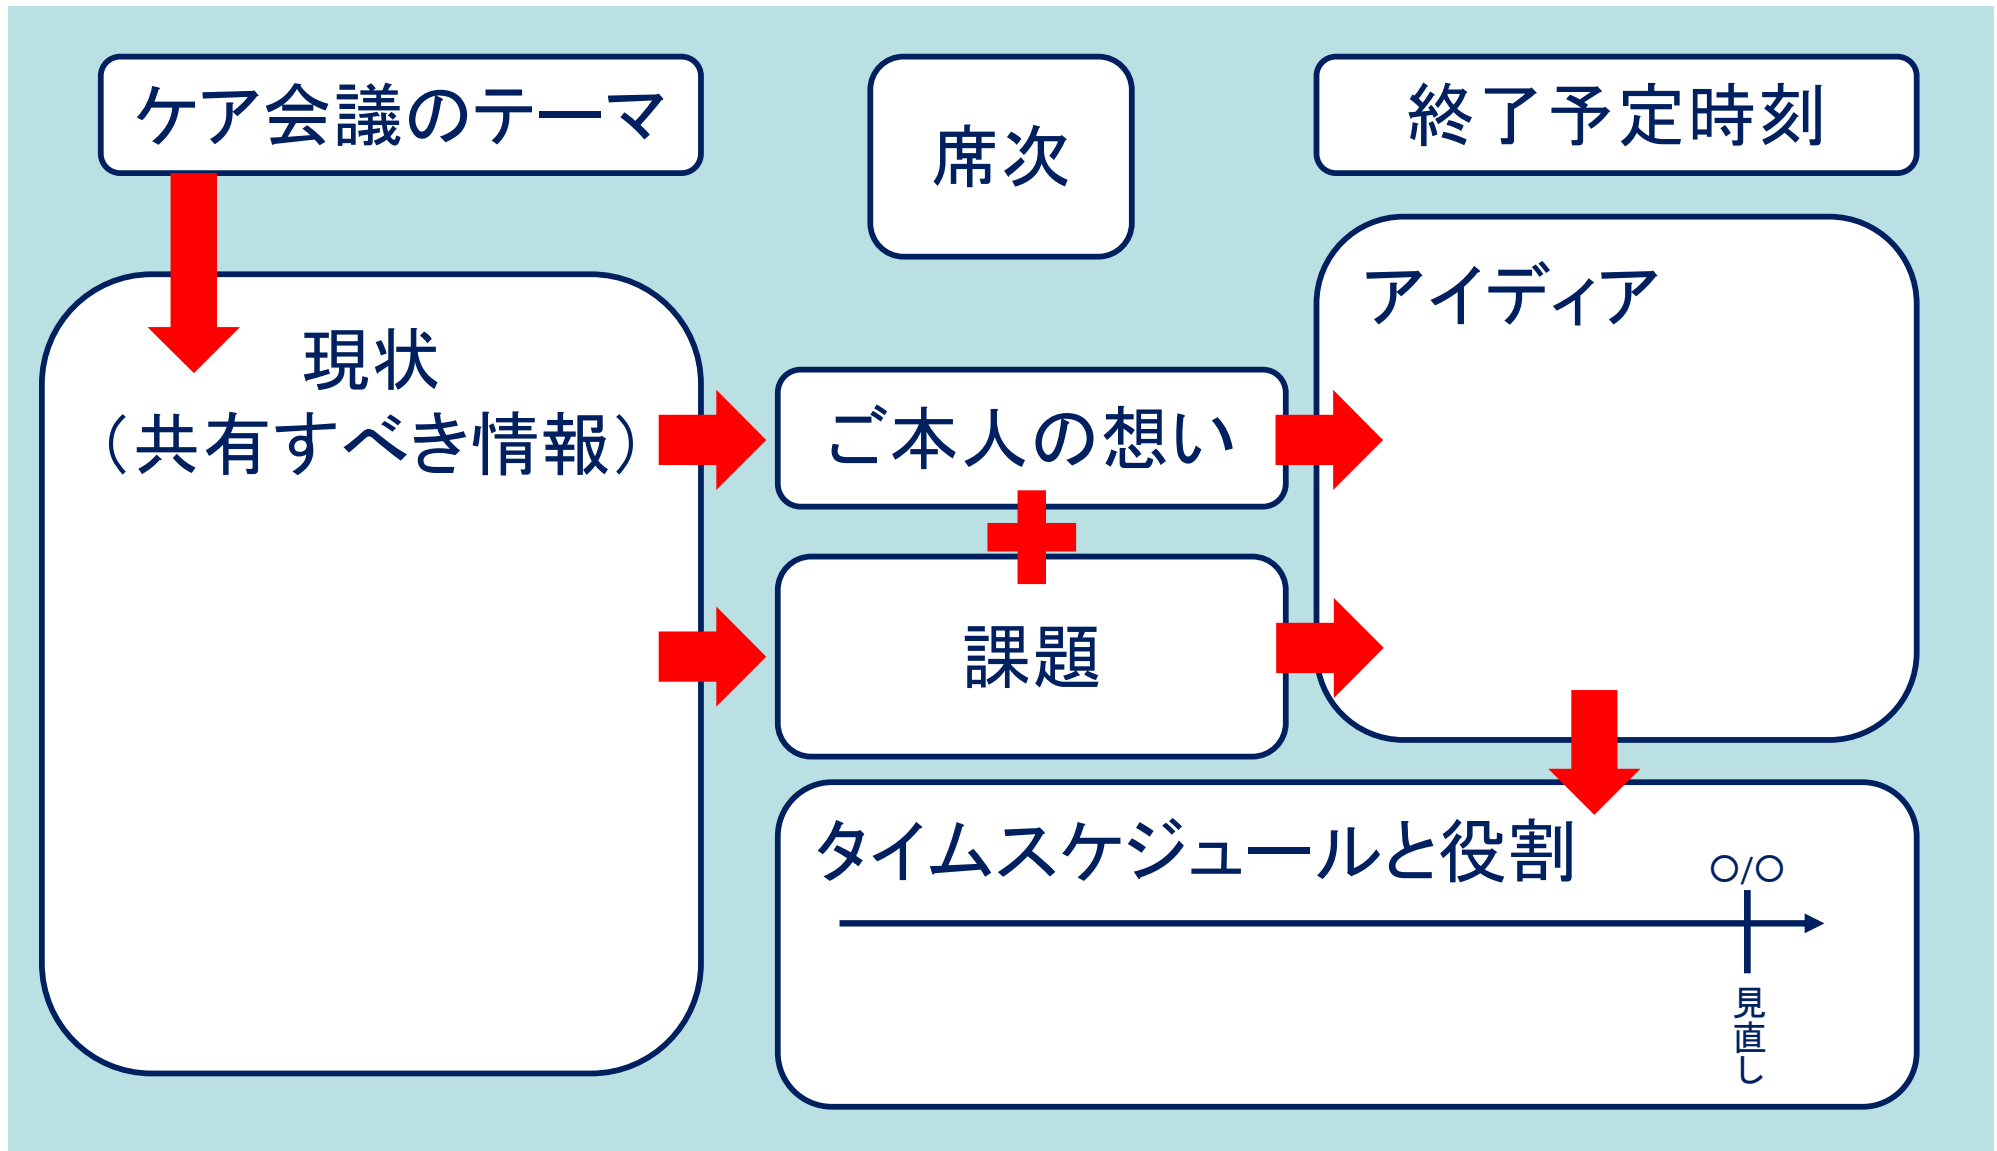 ケア会議のテーマ
席次
終了予定時刻
現状
（共有すべき情報）
ご本人の想い
課題
アイディア
タイムスケジュールと役割
○/○
見直し